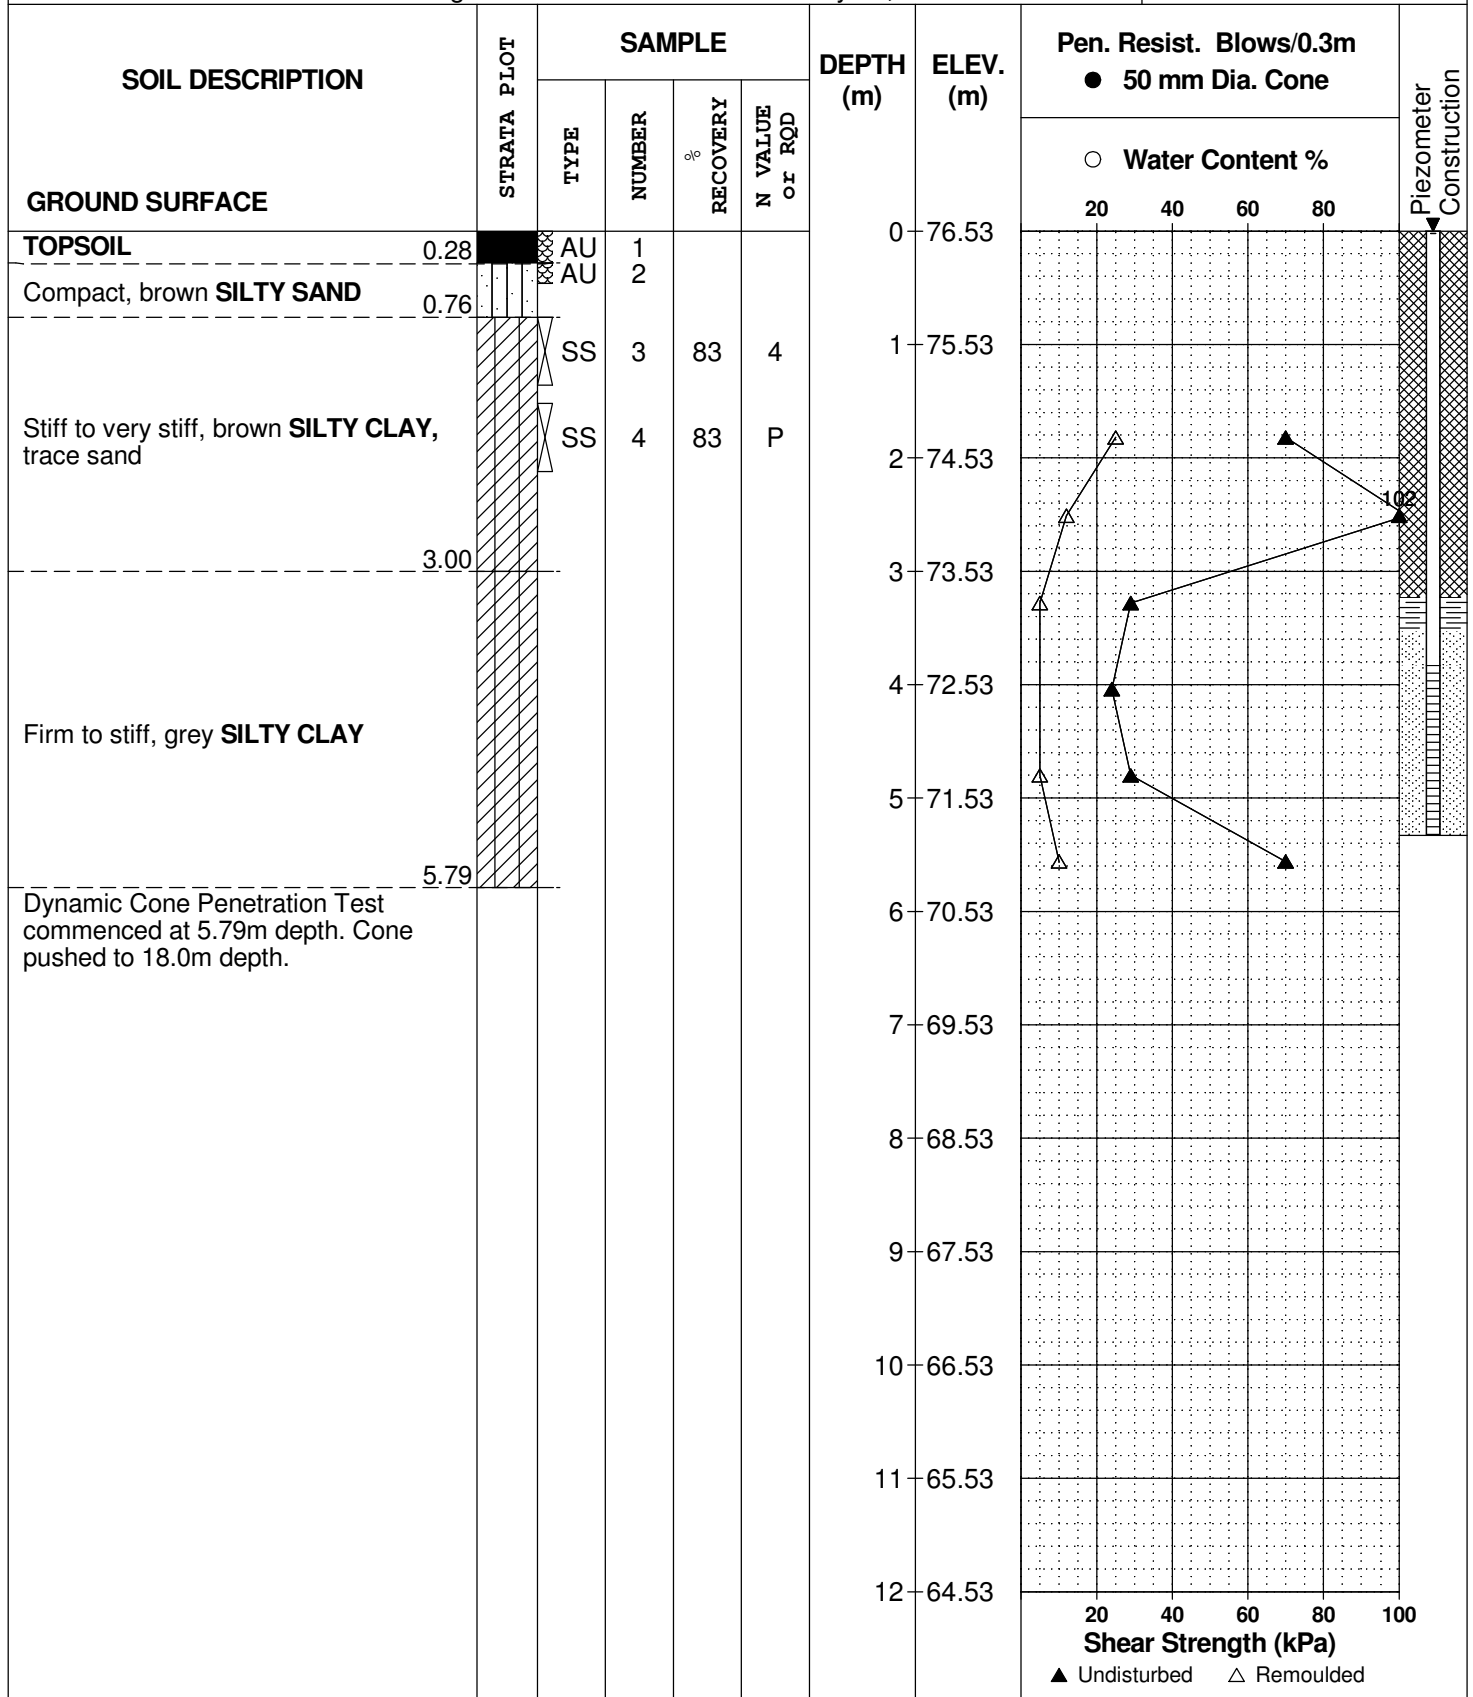 SOIL DESCRIPTION
GROUND SURFACE
STRATA PLOT
SAMPLE
TYPE
NUMBER
% RECOVERY
N VALUE or RQD
DEPTH (m)
ELEV. (m)
Pen. Resist. Blows/0.3m
● 50 mm Dia. Cone
○ Water Content %
20 40 60 80
Piezometer Construction
TOPSOIL 0.28
AU 1
AU 2
Compact, brown SILTY SAND 0.76
SS 3 83 4
Stiff to very stiff, brown SILTY CLAY,
trace sand
SS 4 83 P
3.00
Firm to stiff, grey SILTY CLAY
5.79
Dynamic Cone Penetration Test
commenced at 5.79m depth. Cone
pushed to 18.0m depth.
0 76.53
1 75.53
2 74.53
102
3 73.53
4 72.53
5 71.53
6 70.53
7 69.53
8 68.53
9 67.53
10 66.53
11 65.53
12 64.53
20 40 60 80 100
Shear Strength (kPa)
▲ Undisturbed △ Remoulded